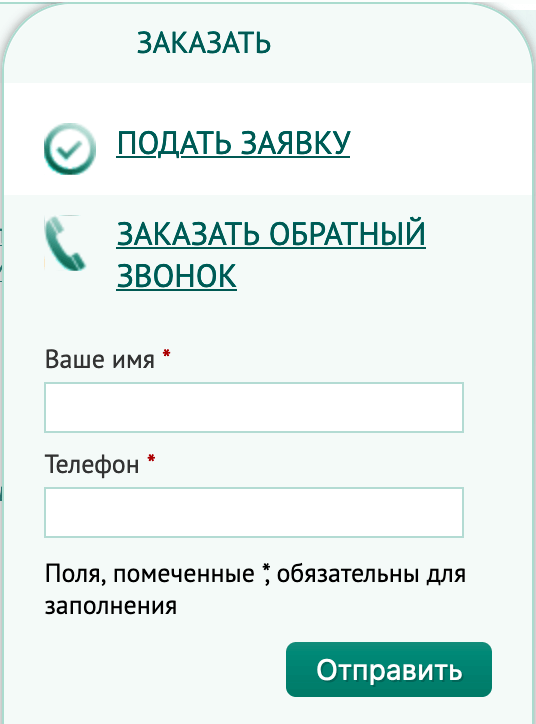 ЗАКАЗАТЬ
ПОДАТЬ ЗАЯВКУ
ЗАКАЗАТЬ ОБРАТНЫЙ
ЗВОНОК
Ваше имя *
Телефон *
Поля, помеченные *, обязательны для
заполнения
Отправить